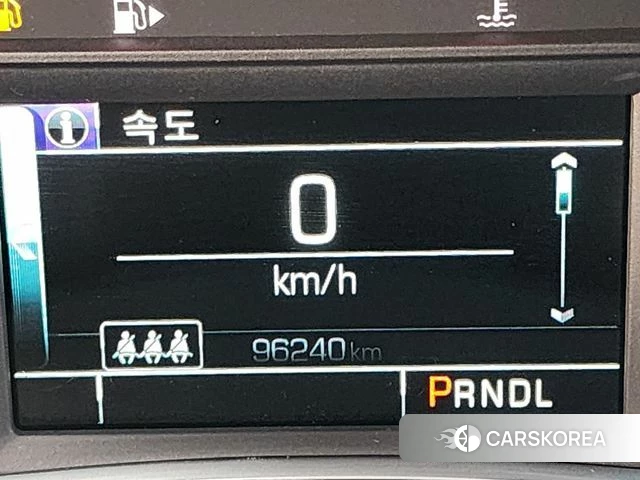 속도
0
km/h
96240 km
PRNDL
CARSKOREA